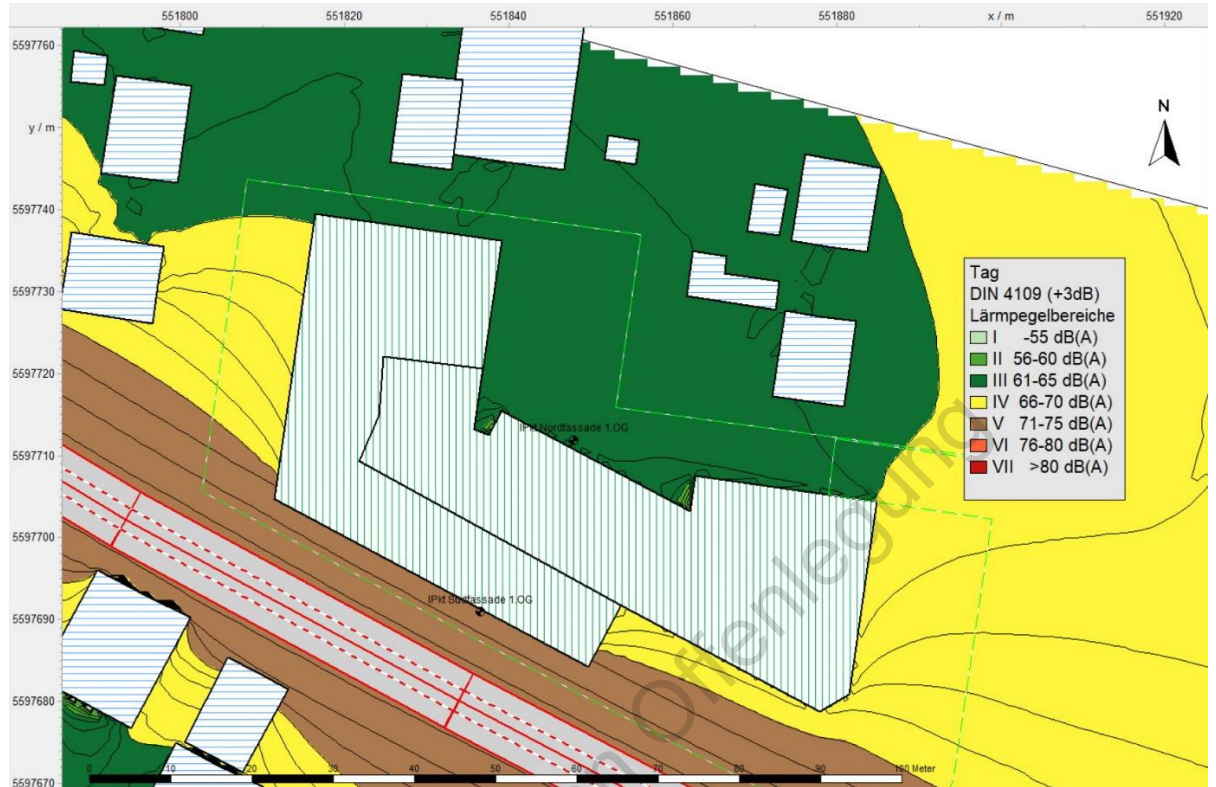 551800 551820 551840 551860 551880 x / m 551920
5597760
y / m
5597740
5597730
5597720
5597710
5597700
5597690
5597680
5597670
N
Tag
DIN 4109 (+3dB)
Lärmpegelbereiche
I -55 dB(A)
II 56-60 dB(A)
III 61-65 dB(A)
IV 66-70 dB(A)
V 71-75 dB(A)
VI 76-80 dB(A)
VII >80 dB(A)
IPkt Nordfassade 1.OG
IPkt Südfassade 1.OG
Offenlegung
0 10 20 30 40 50 60 70 80 90 100 Meter